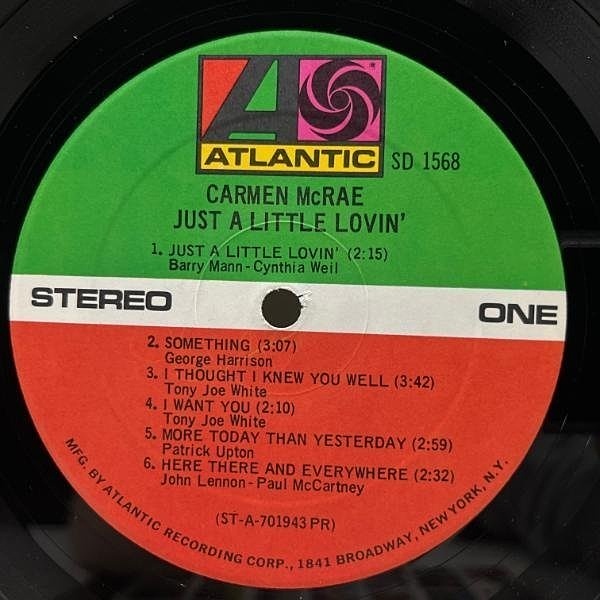 ATLANTIC
SD 1568
CARMEN McRAE
JUST A LITTLE LOVIN'
1. JUST A LITTLE LOVIN' (2:15)
Barry Mann-Cynthia Weil
STEREO
ONE
2. SOMETHING (3:07)
George Harrison
3. I THOUGHT I KNEW YOU WELL (3:42)
Tony Joe White
4. I WANT YOU (2:10)
Tony Joe White
5. MORE TODAY THAN YESTERDAY (2:59)
Patrick Upton
6. HERE THERE AND EVERYWHERE (2:32)
John Lennon-Paul McCartney
(ST-A-701943 PR)
MFG. BY ATLANTIC RECORDING CORP., 1841 BROADWAY, NEW YORK, N.Y.